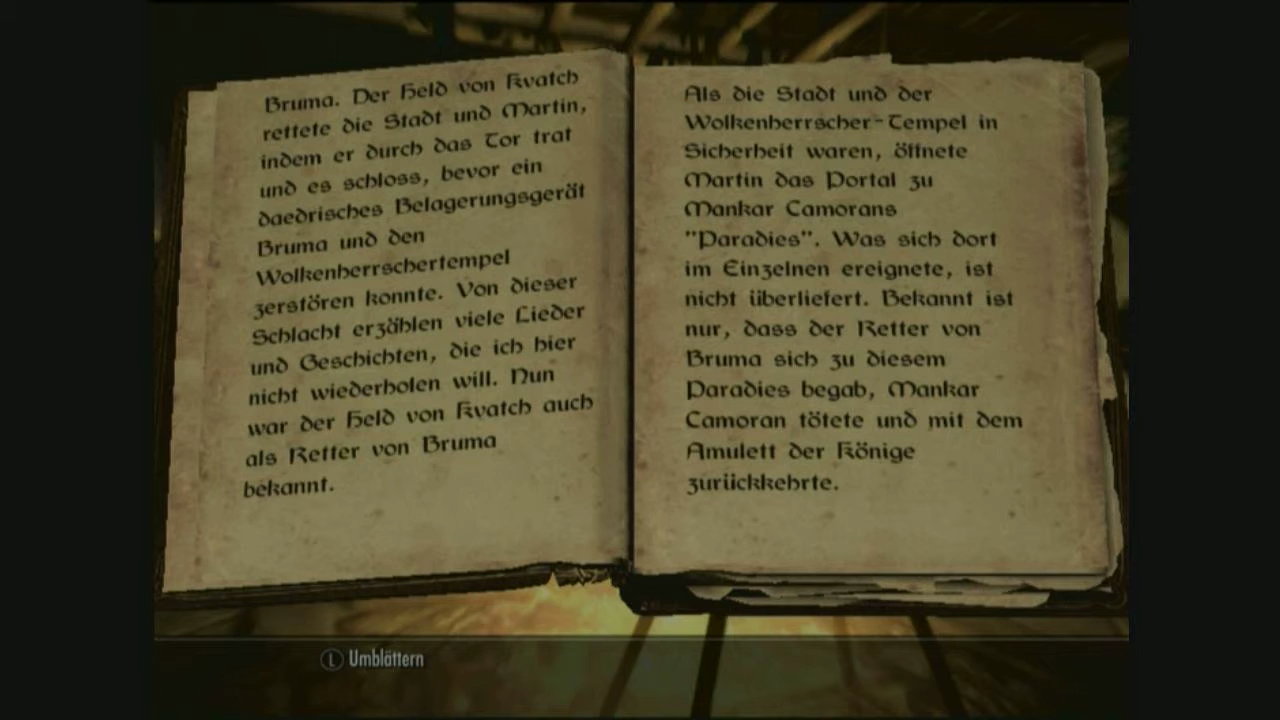 Bruma. Der Held von Kvatch
rettete die Stadt und Martin,
indem er durch das Tor trat
und es schloss, bevor ein
daedrisches Belagerungsgerät
Bruma und den
Wolkenherrschertempel
zerstören konnte. Von dieser
Schlacht erzählen viele Lieder
und Geschichten, die ich hier
nicht wiederholen will. Nun
war der Held von Kvatch auch
als Retter von Bruma
bekannt.
Als die Stadt und der
Wolkenherrscher-Tempel in
Sicherheit waren, öffnete
Martin das Portal zu
Mankar Camorans
"Paradies". Was sich dort
im Einzelnen ereignete, ist
nicht überliefert. Bekannt ist
nur, dass der Retter von
Bruma sich zu diesem
Paradies begab, Mankar
Camoran tötete und mit dem
Amulett der Könige
zurückkehrte.
L Umblättern